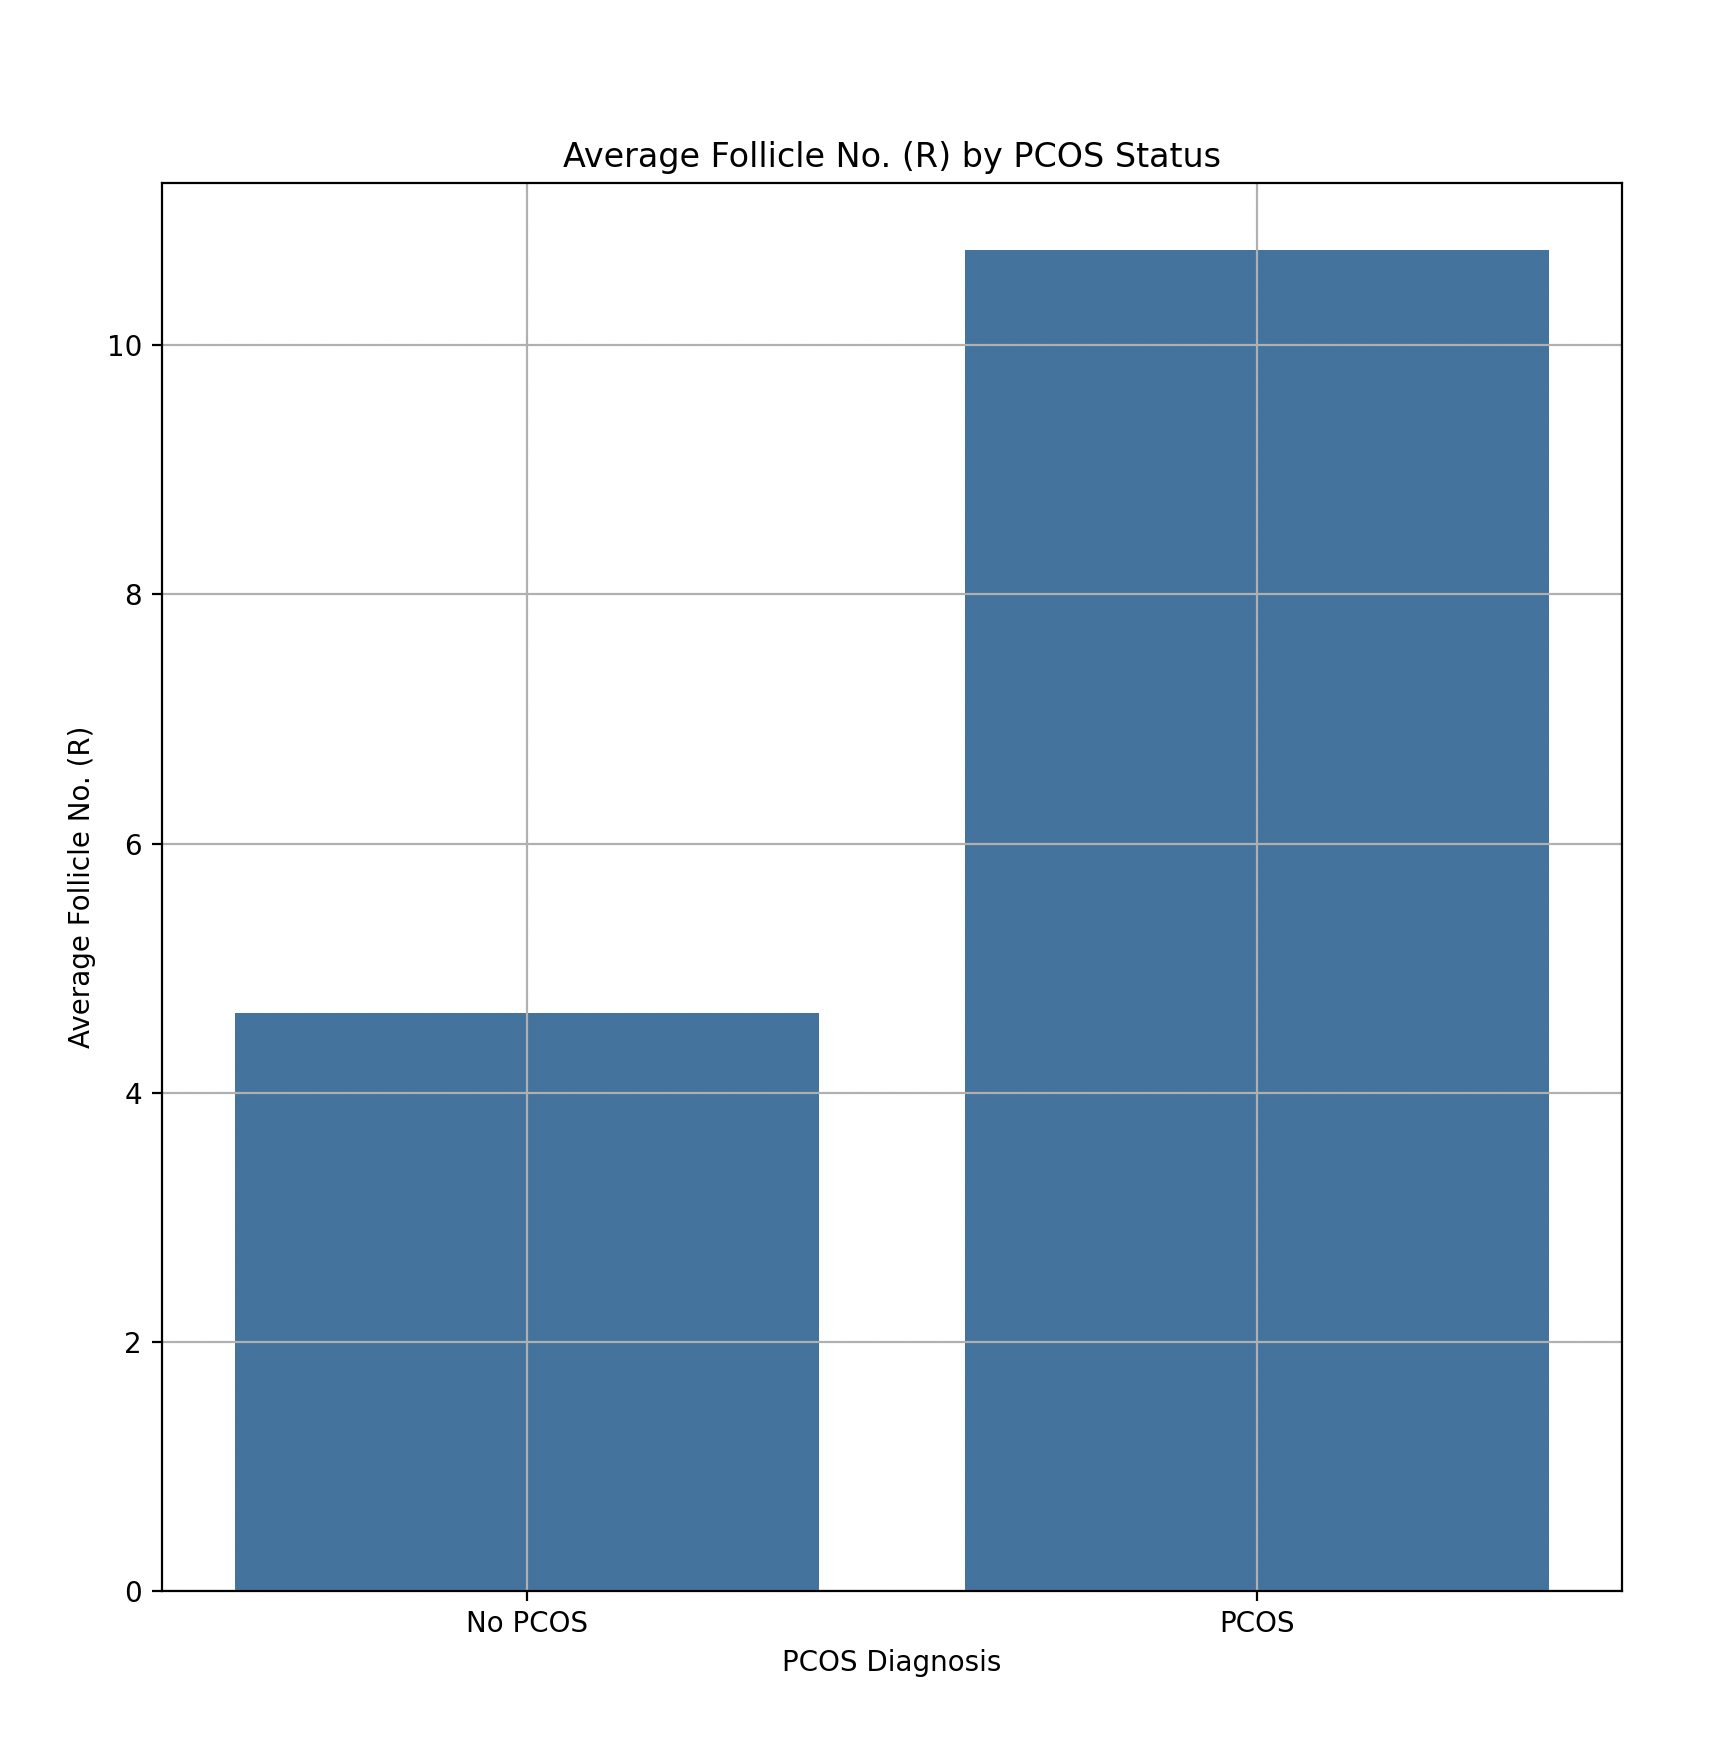 Average Follicle No. (R) by PCOS Status
Average Follicle No. (R)
10
8
6
4
2
0
No PCOS
PCOS
PCOS Diagnosis